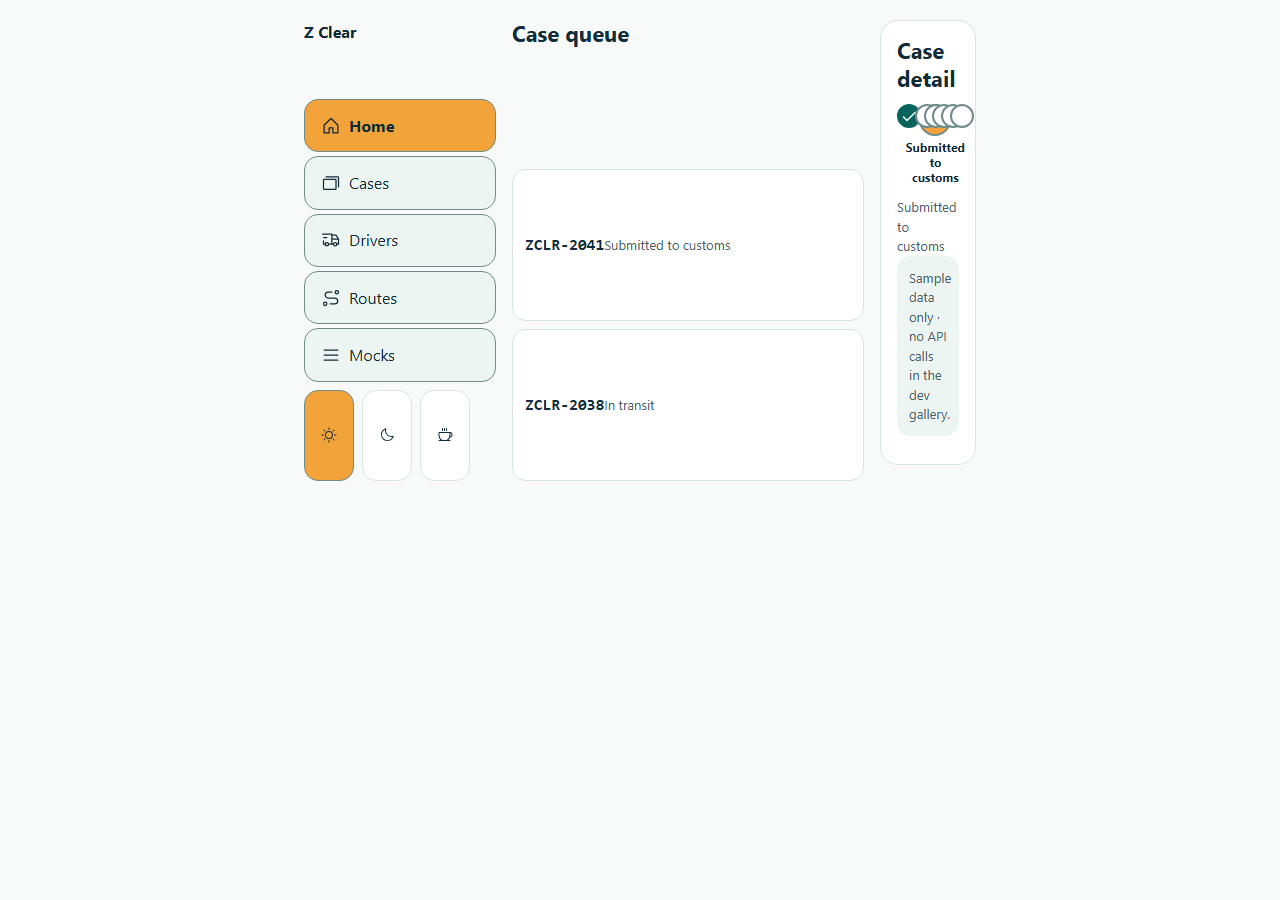 Z Clear
Home
Cases
Drivers
Routes
Mocks
Case queue
ZCLR-2041Submitted to customs
ZCLR-2038In transit
Case
detail
Submitted
to
customs
Submitted
to
customs
Sample
data
only ·
no API
calls
in the
dev
gallery.